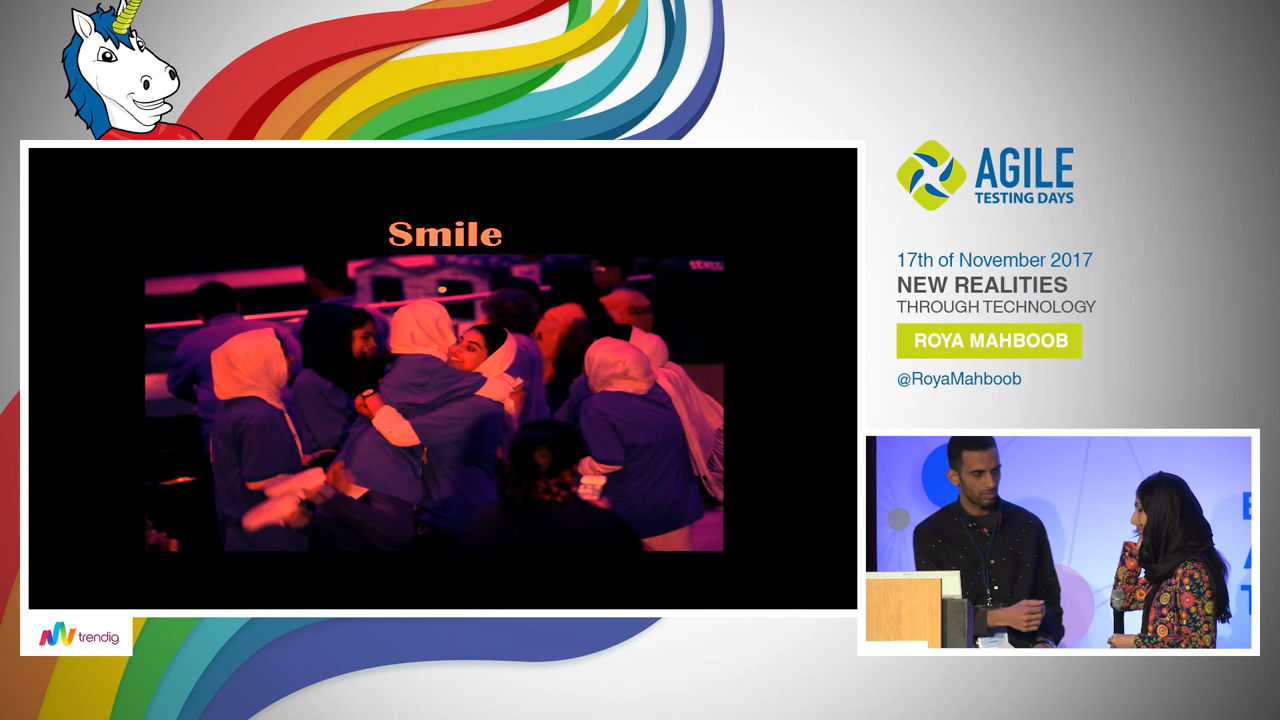 Smile
AGILE
TESTING DAYS
17th of November 2017
NEW REALITIES
THROUGH TECHNOLOGY
ROYA MAHBOOB
@RoyaMahboob
trendig